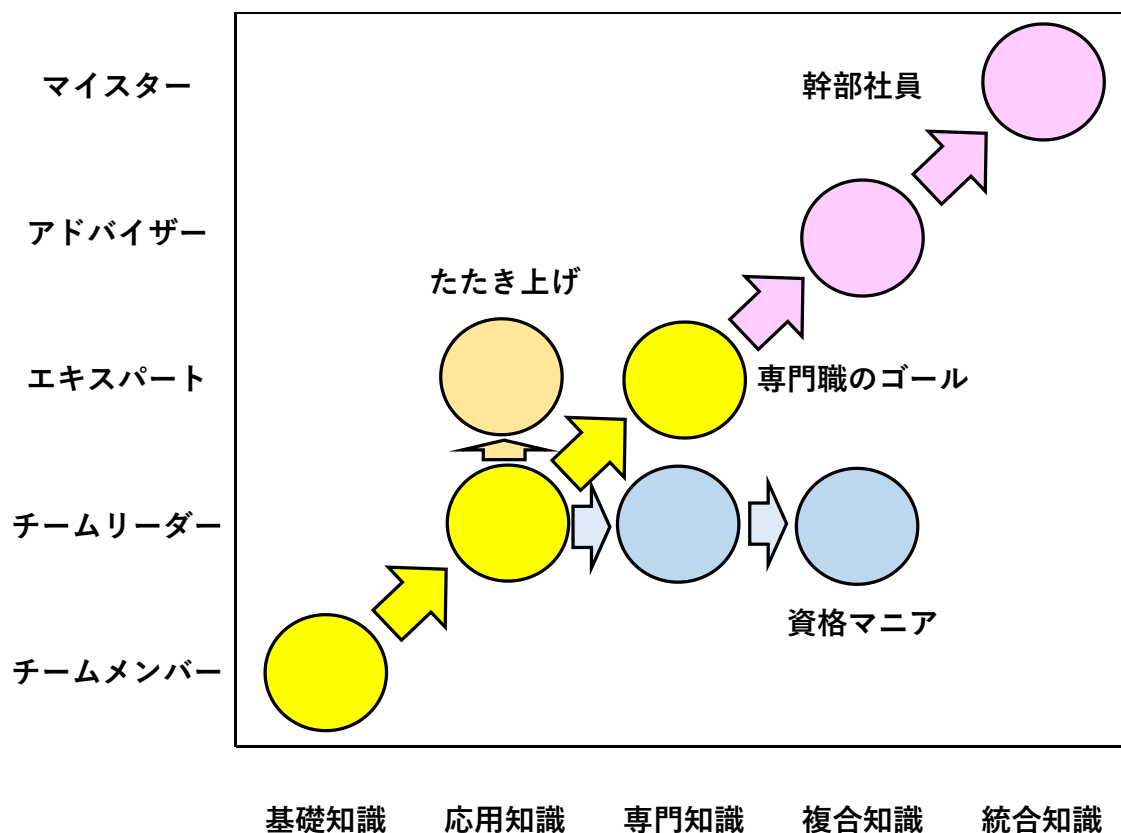 マイスター
幹部社員
アドバイザー
たたき上げ
エキスパート
専門職のゴール
チームリーダー
資格マニア
チームメンバー
基礎知識
応用知識
専門知識
複合知識
統合知識